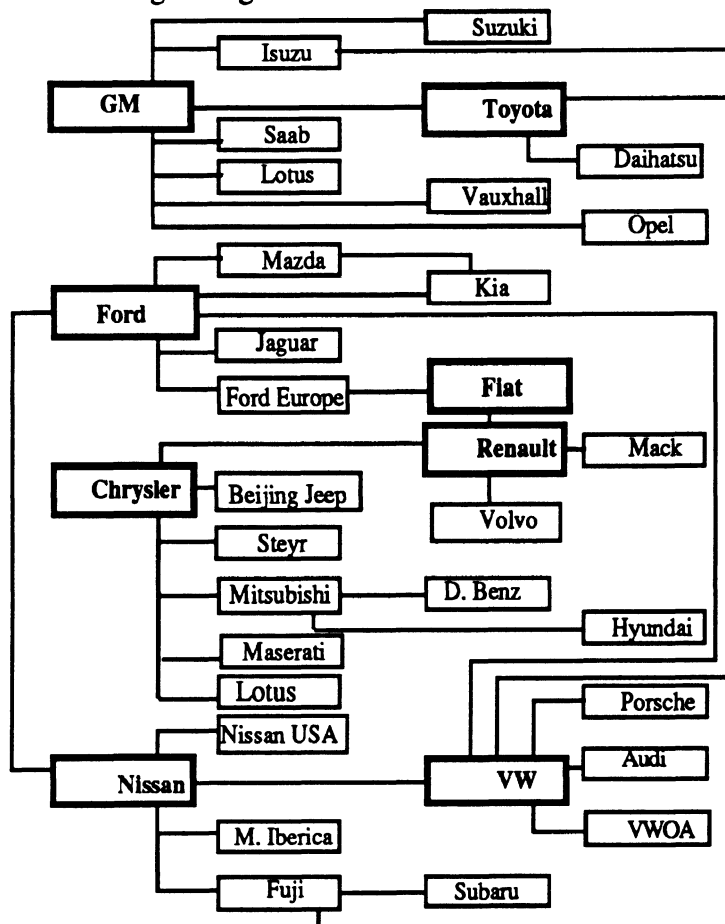 Suzuki
Isuzu
GM
Toyota
Saab
Daihatsu
Lotus
Vauxhall
Opel
Mazda
Kia
Ford
Jaguar
Ford Europe
Fiat
Renault
Mack
Chrysler
Beijing Jeep
Volvo
Steyr
Mitsubishi
D. Benz
Hyundai
Maserati
Lotus
Porsche
Nissan USA
Audi
Nissan
VW
VWOA
M. Iberica
Fuji
Subaru